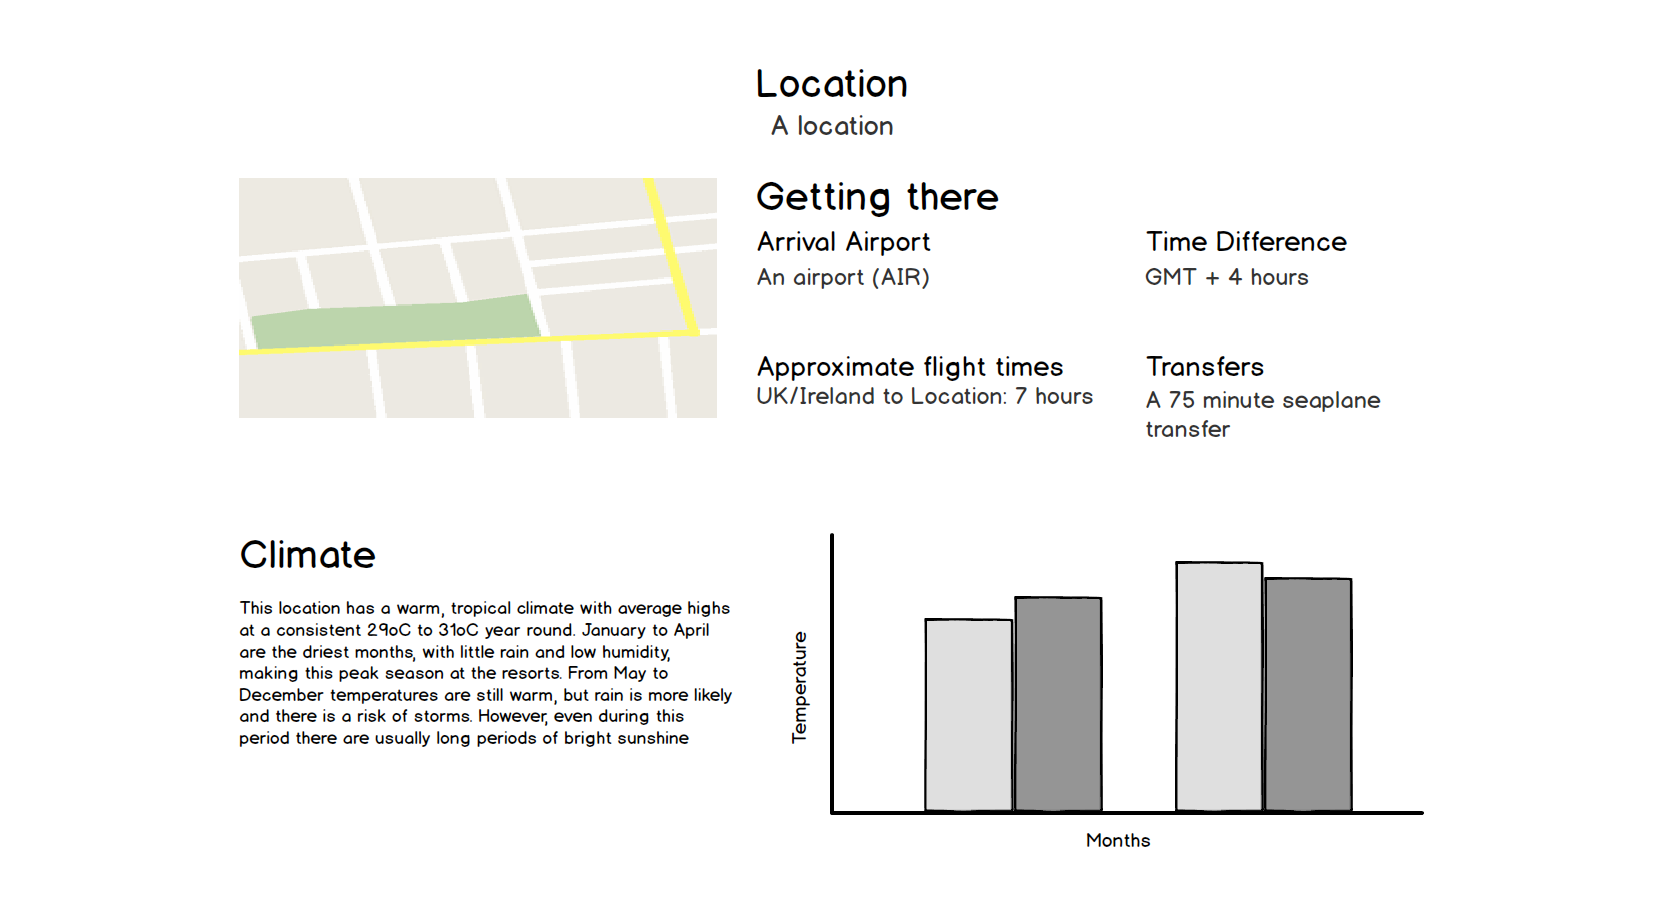 Location
A location
Getting there
Arrival Airport
An airport (AIR)
Time Difference
GMT + 4 hours
Approximate flight times
UK/Ireland to Location: 7 hours
Transfers
A 75 minute seaplane
transfer
Climate
This location has a warm, tropical climate with average highs
at a consistent 29oC to 31oC year round. January to April
are the driest months, with little rain and low humidity,
making this peak season at the resorts. From May to
December temperatures are still warm, but rain is more likely
and there is a risk of storms. However, even during this
period there are usually long periods of bright sunshine
Temperature
Months